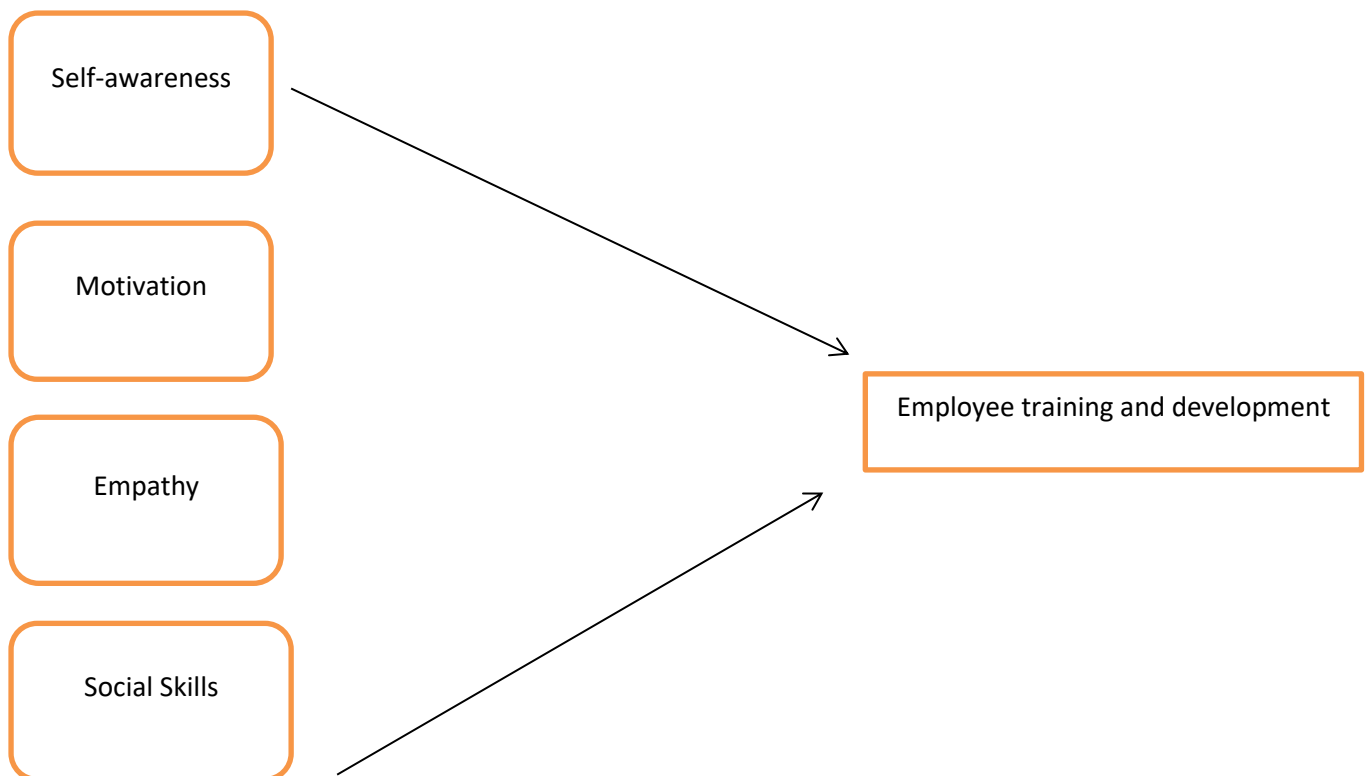 Self-awareness
Motivation
Employee training and development
Empathy
Social Skills